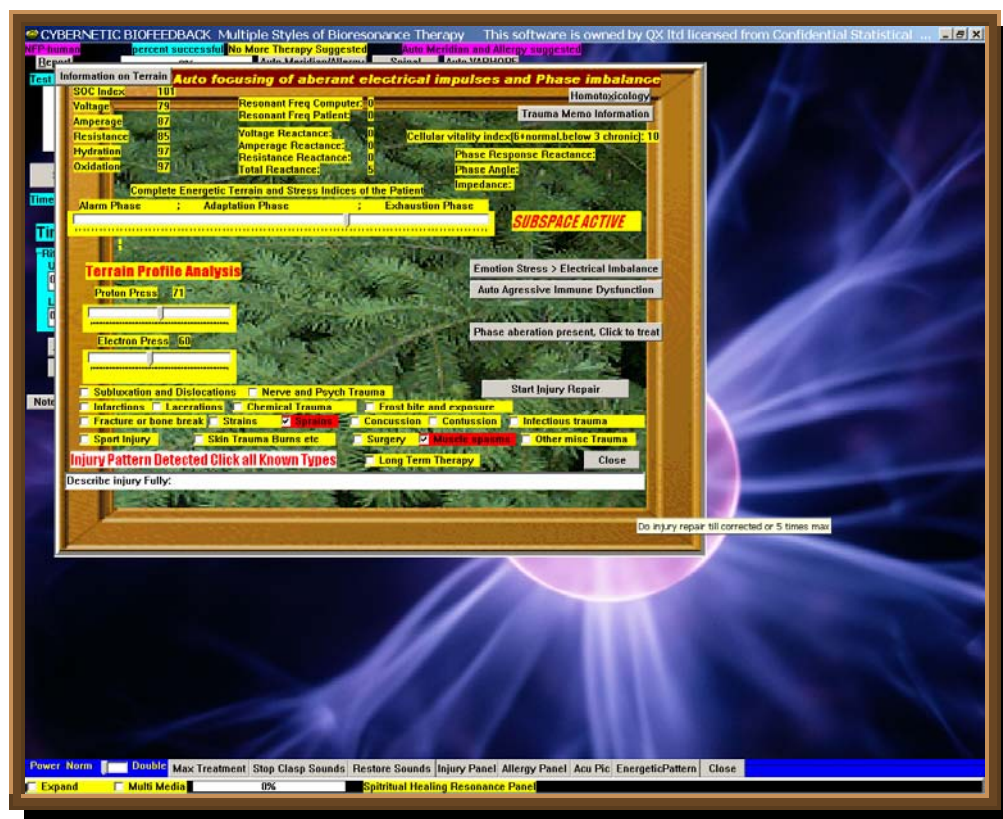 CYBERNETIC BIOFEEDBACK Multiple Styles of Bioresonance Therapy This software is owned by QX ltd licensed from Confidential Statistical ...
NFP-human percent successful No More Therapy Suggested Auto Meridian and Allergy suggested
Report 0% Auto Meridian/Allergy Spinal Auto VARHOPE
Test
Information on Terrain
Auto focusing of aberant electrical impulses and Phase imbalance
SOC Index 101
Homotoxicology
Voltage 79
Resonant Freq Computer: 0
Amperage 87
Resonant Freq Patient: 0
Trauma Memo Information
Resistance 85
Voltage Reactance: 0
Cellular vitality index(6+normal,below 3 chronic): 10
Hydration 97
Amperage Reactance: 0
Resistance Reactance: 0
Phase Response Reactance:
Oxidation 97
Total Reactance: 5
Phase Angle:
Impedance:
Complete Energetic Terrain and Stress Indices of the Patient
Time
Alarm Phase ; Adaptation Phase ; Exhaustion Phase
SUBSPACE ACTIVE
Terrain Profile Analysis
Emotion Stress > Electrical Imbalance
Proton Press 71
Auto Agressive Immune Dysfunction
Phase aberation present, Click to treat
Electron Press 60
Start Injury Repair
Subluxation and Dislocations Nerve and Psych Trauma
Note
Infarctions Lacerations Chemical Trauma Frost bite and exposure
Fracture or bone break Strains Sprains Concussion Contussion Infectious trauma
Sport Injury Skin Trauma Burns etc Surgery Muscle spasms Other misc Trauma
Injury Pattern Detected Click all Known Types Long Term Therapy Close
Describe injury Fully:
Do injury repair till corrected or 5 times max
Power Norm Double Max Treatment Stop Clasp Sounds Restore Sounds Injury Panel Allergy Panel Acu Pic EnergeticPattern Close
Expand Multi Media 0% Spitritual Healing Resonance Panel